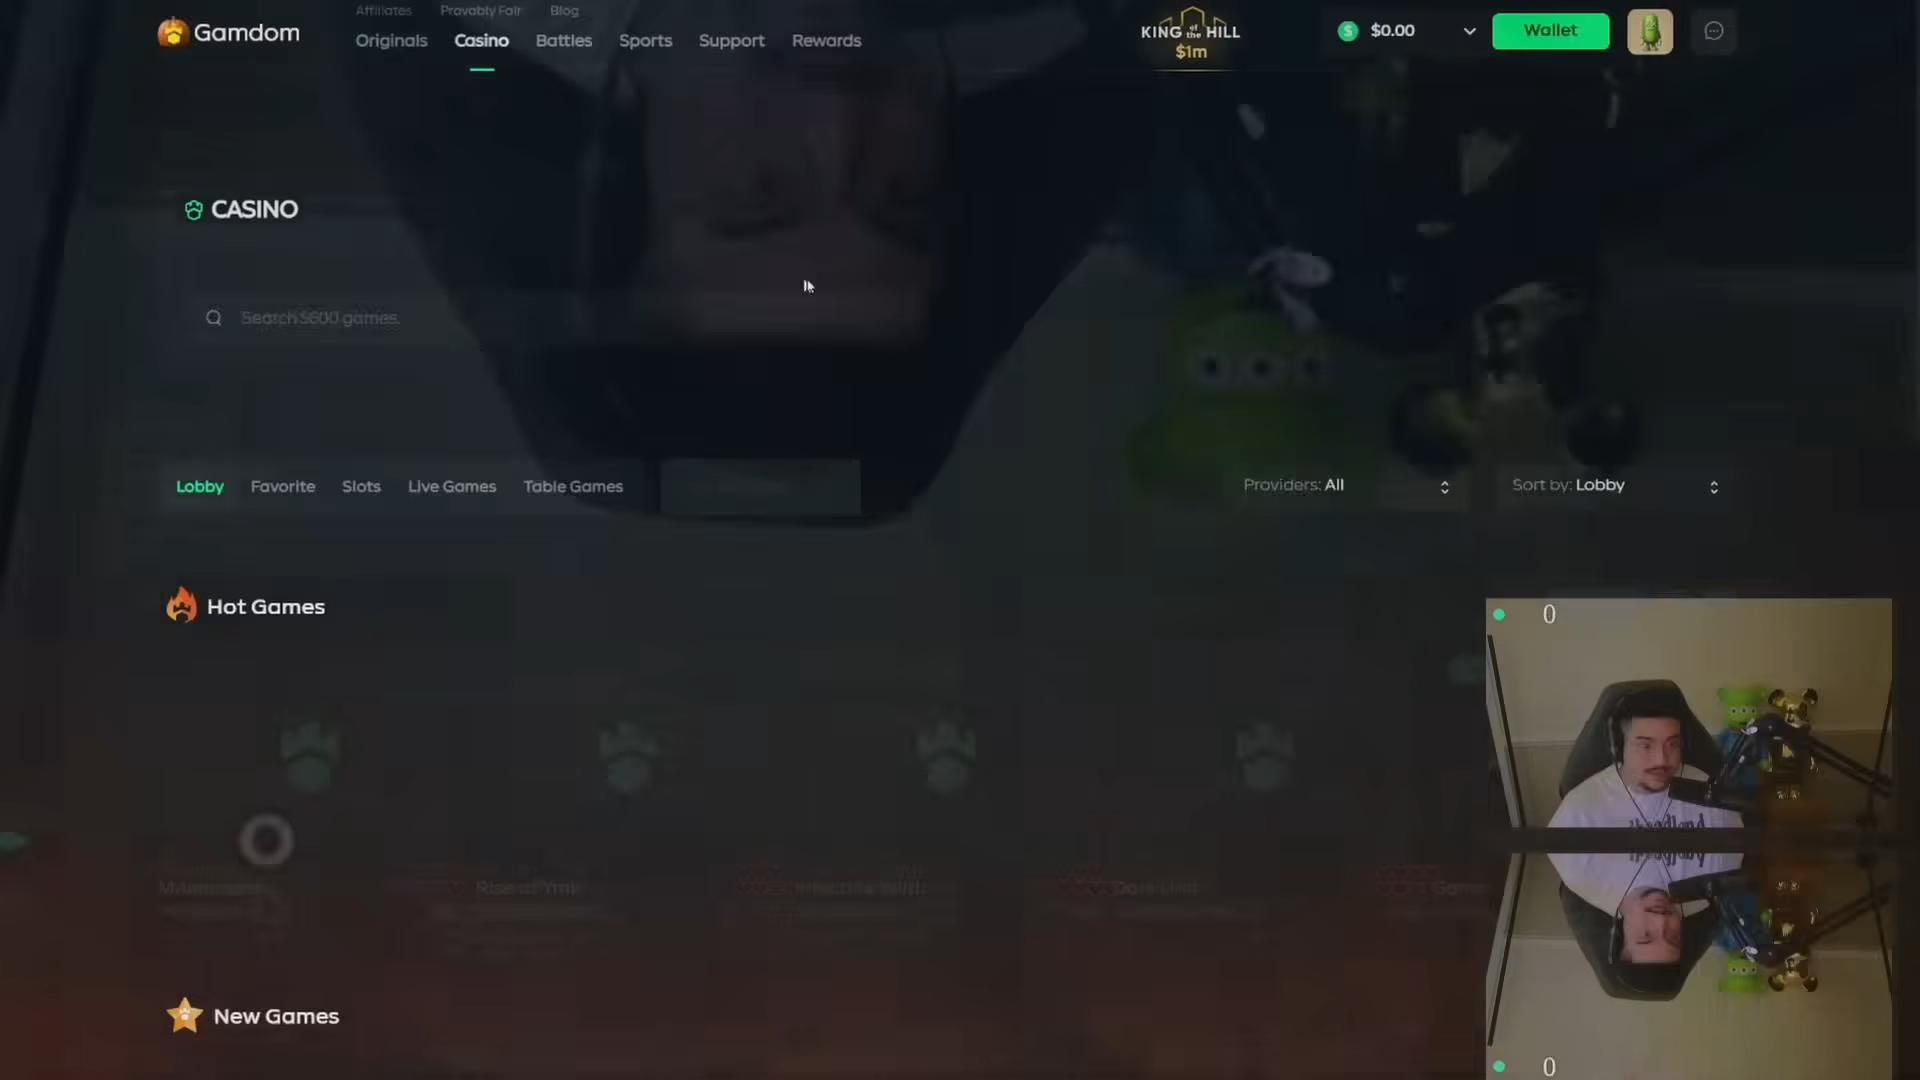 Affiliates Provably Fair Blog
Gamdom
Originals Casino Battles Sports Support Rewards
KING of the HILL
$1m
$0.00
Wallet
CASINO
Search 5600 games.
Lobby Favorite Slots Live Games Table Games
Providers: All
Sort by: Lobby
Hot Games
0
New Games
0